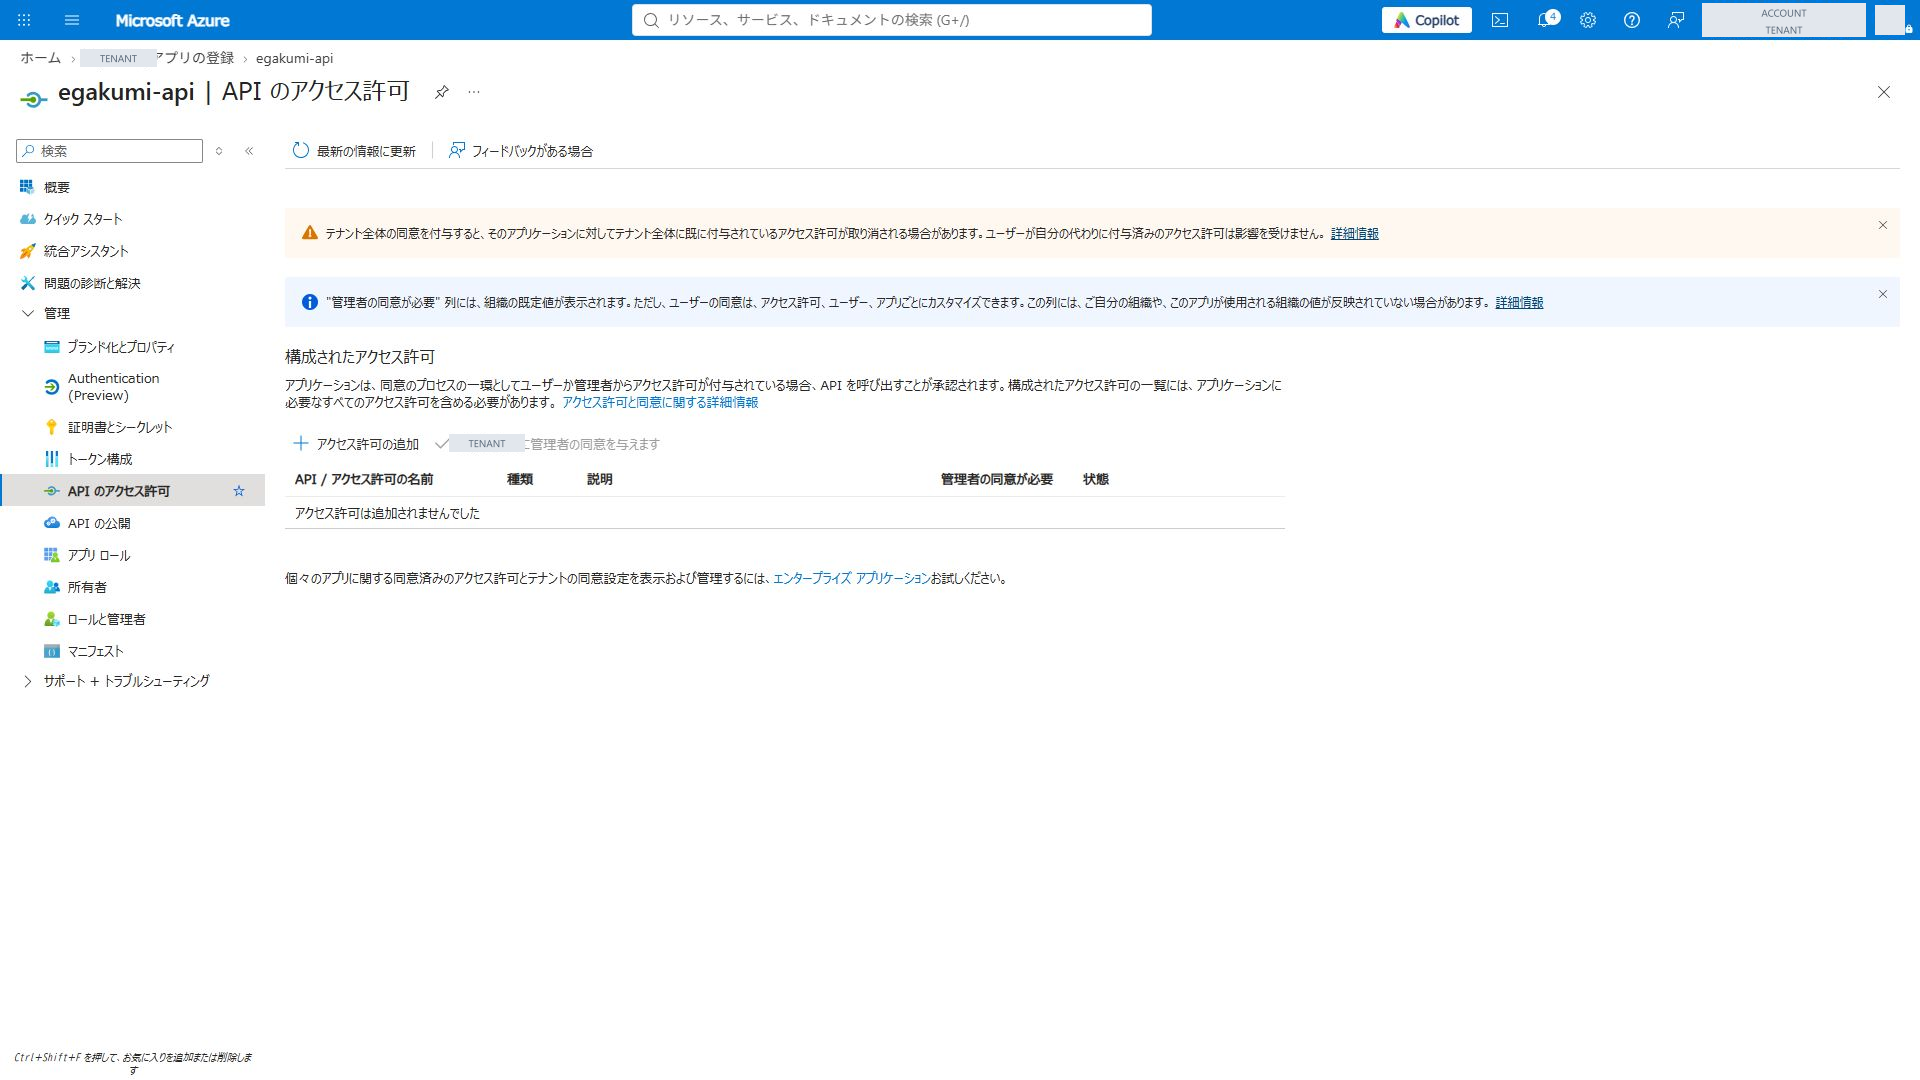 Microsoft Azure
リソース、サービス、ドキュメントの検索 (G+/)
Copilot
4
ACCOUNT
TENANT
ホーム
TENANT
アプリの登録
egakumi-api
egakumi-api | API のアクセス許可
検索
最新の情報に更新
フィードバックがある場合
概要
クイック スタート
統合アシスタント
問題の診断と解決
管理
ブランド化とプロパティ
Authentication
(Preview)
証明書とシークレット
トークン構成
API のアクセス許可
API の公開
アプリ ロール
所有者
ロールと管理者
マニフェスト
サポート + トラブルシューティング
Ctrl+Shift+F を押して、お気に入りを追加または削除しま
す
テナント全体の同意を付与すると、そのアプリケーションに対してテナント全体に既に付与されているアクセス許可が取り消される場合があります。ユーザーが自分の代わりに付与済みのアクセス許可は影響を受けません。 詳細情報
"管理者の同意が必要" 列には、組織の既定値が表示されます。ただし、ユーザーの同意は、アクセス許可、ユーザー、アプリごとにカスタマイズできます。この列には、ご自分の組織や、このアプリが使用される組織の値が反映されていない場合があります。 詳細情報
構成されたアクセス許可
アプリケーションは、同意のプロセスの一環としてユーザーか管理者からアクセス許可が付与されている場合、API を呼び出すことが承認されます。構成されたアクセス許可の一覧には、アプリケーションに
必要なすべてのアクセス許可を含める必要があります。 アクセス許可と同意に関する詳細情報
アクセス許可の追加
TENANT
に管理者の同意を与えます
API / アクセス許可の名前
種類
説明
管理者の同意が必要
状態
アクセス許可は追加されませんでした
個々のアプリに関する同意済みのアクセス許可とテナントの同意設定を表示および管理するには、エンタープライズ アプリケーションお試しください。